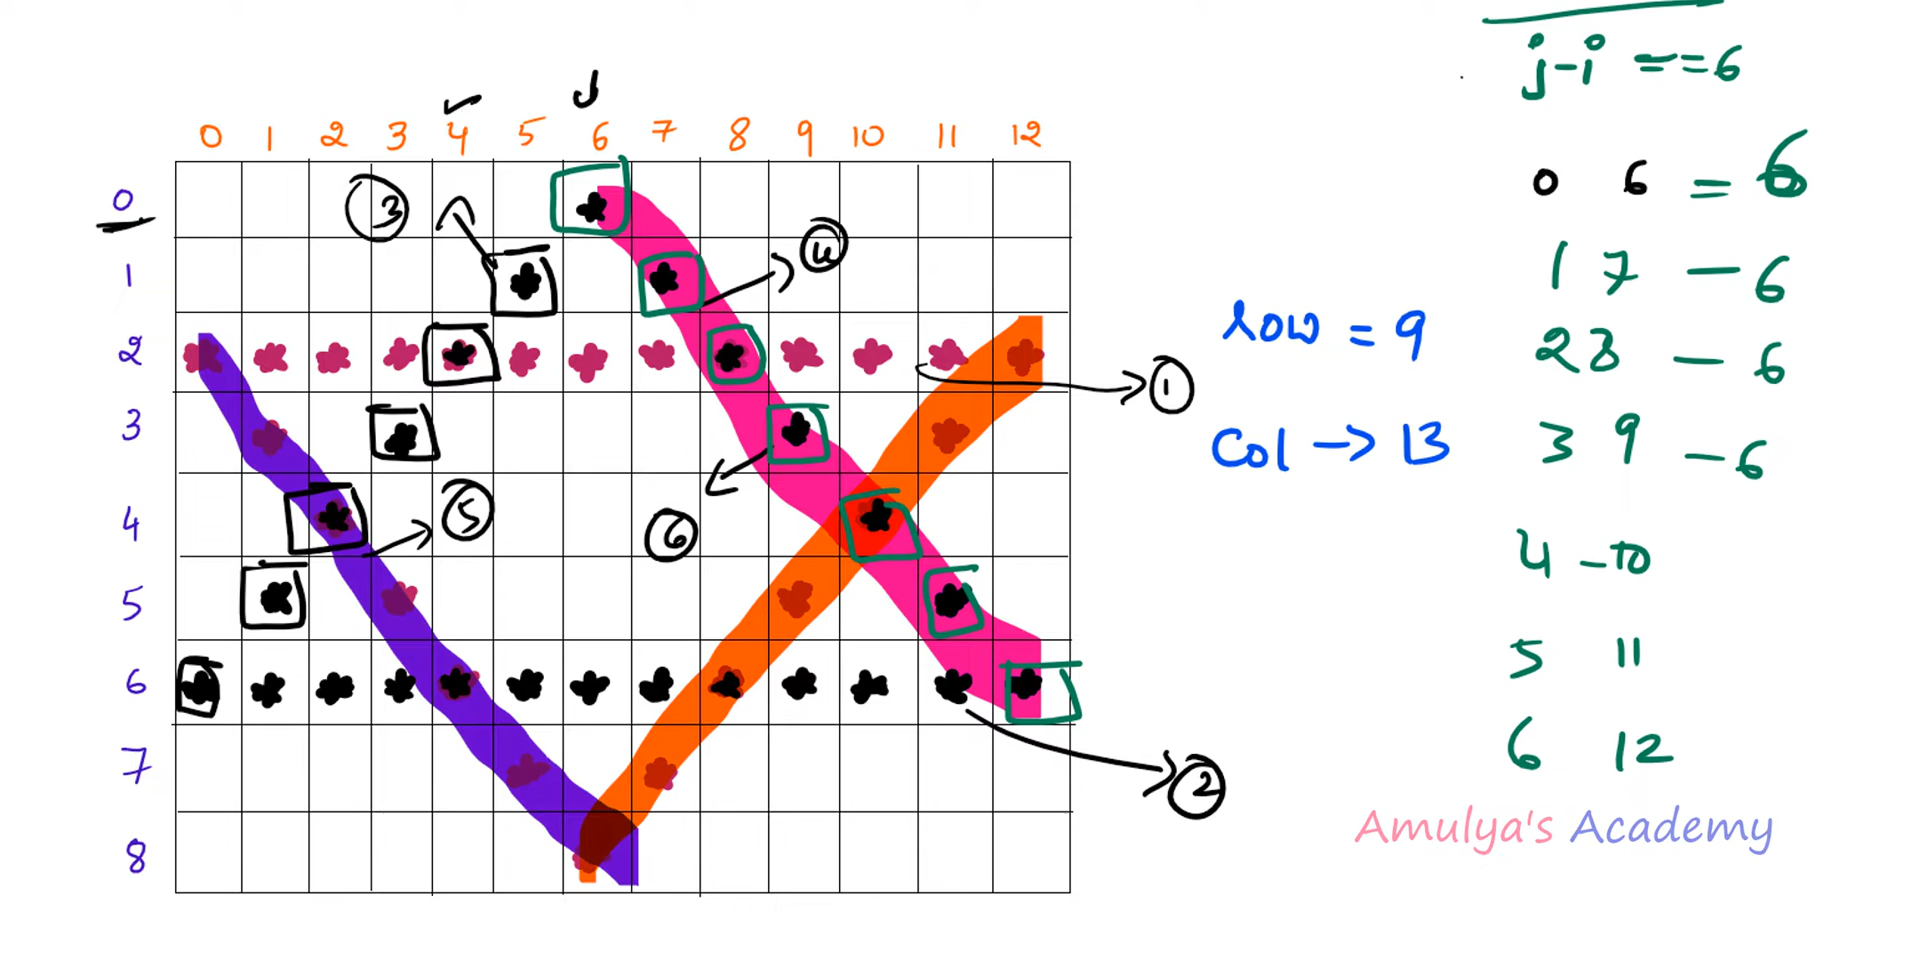 j-i == 6
0 1 2 3 4 5 6 7 8 9 10 11 12
0
1
2
3
4
5
6
7
8
3
4
1
5
6
2
row = 9
Col → 13
0 6 = 6
1 7 — 6
2 8 — 6
3 9 — 6
4 - 10
5 11
6 12
Amulya's Academy